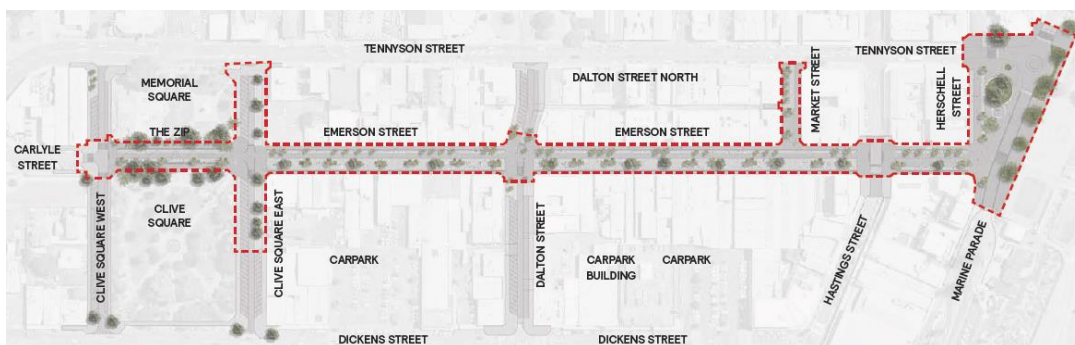 TENNYSON STREET
TENNYSON STREET
MEMORIAL
SQUARE
DALTON STREET NORTH
MARKET STREET
HERSCHELL
STREET
THE ZIP
EMERSON STREET
EMERSON STREET
CARLYLE
STREET
CLIVE
SQUARE
CLIVE SQUARE WEST
CLIVE SQUARE EAST
CARPARK
DALTON STREET
CARPARK
BUILDING
CARPARK
HASTINGS STREET
MARINE PARADE
DICKENS STREET
DICKENS STREET